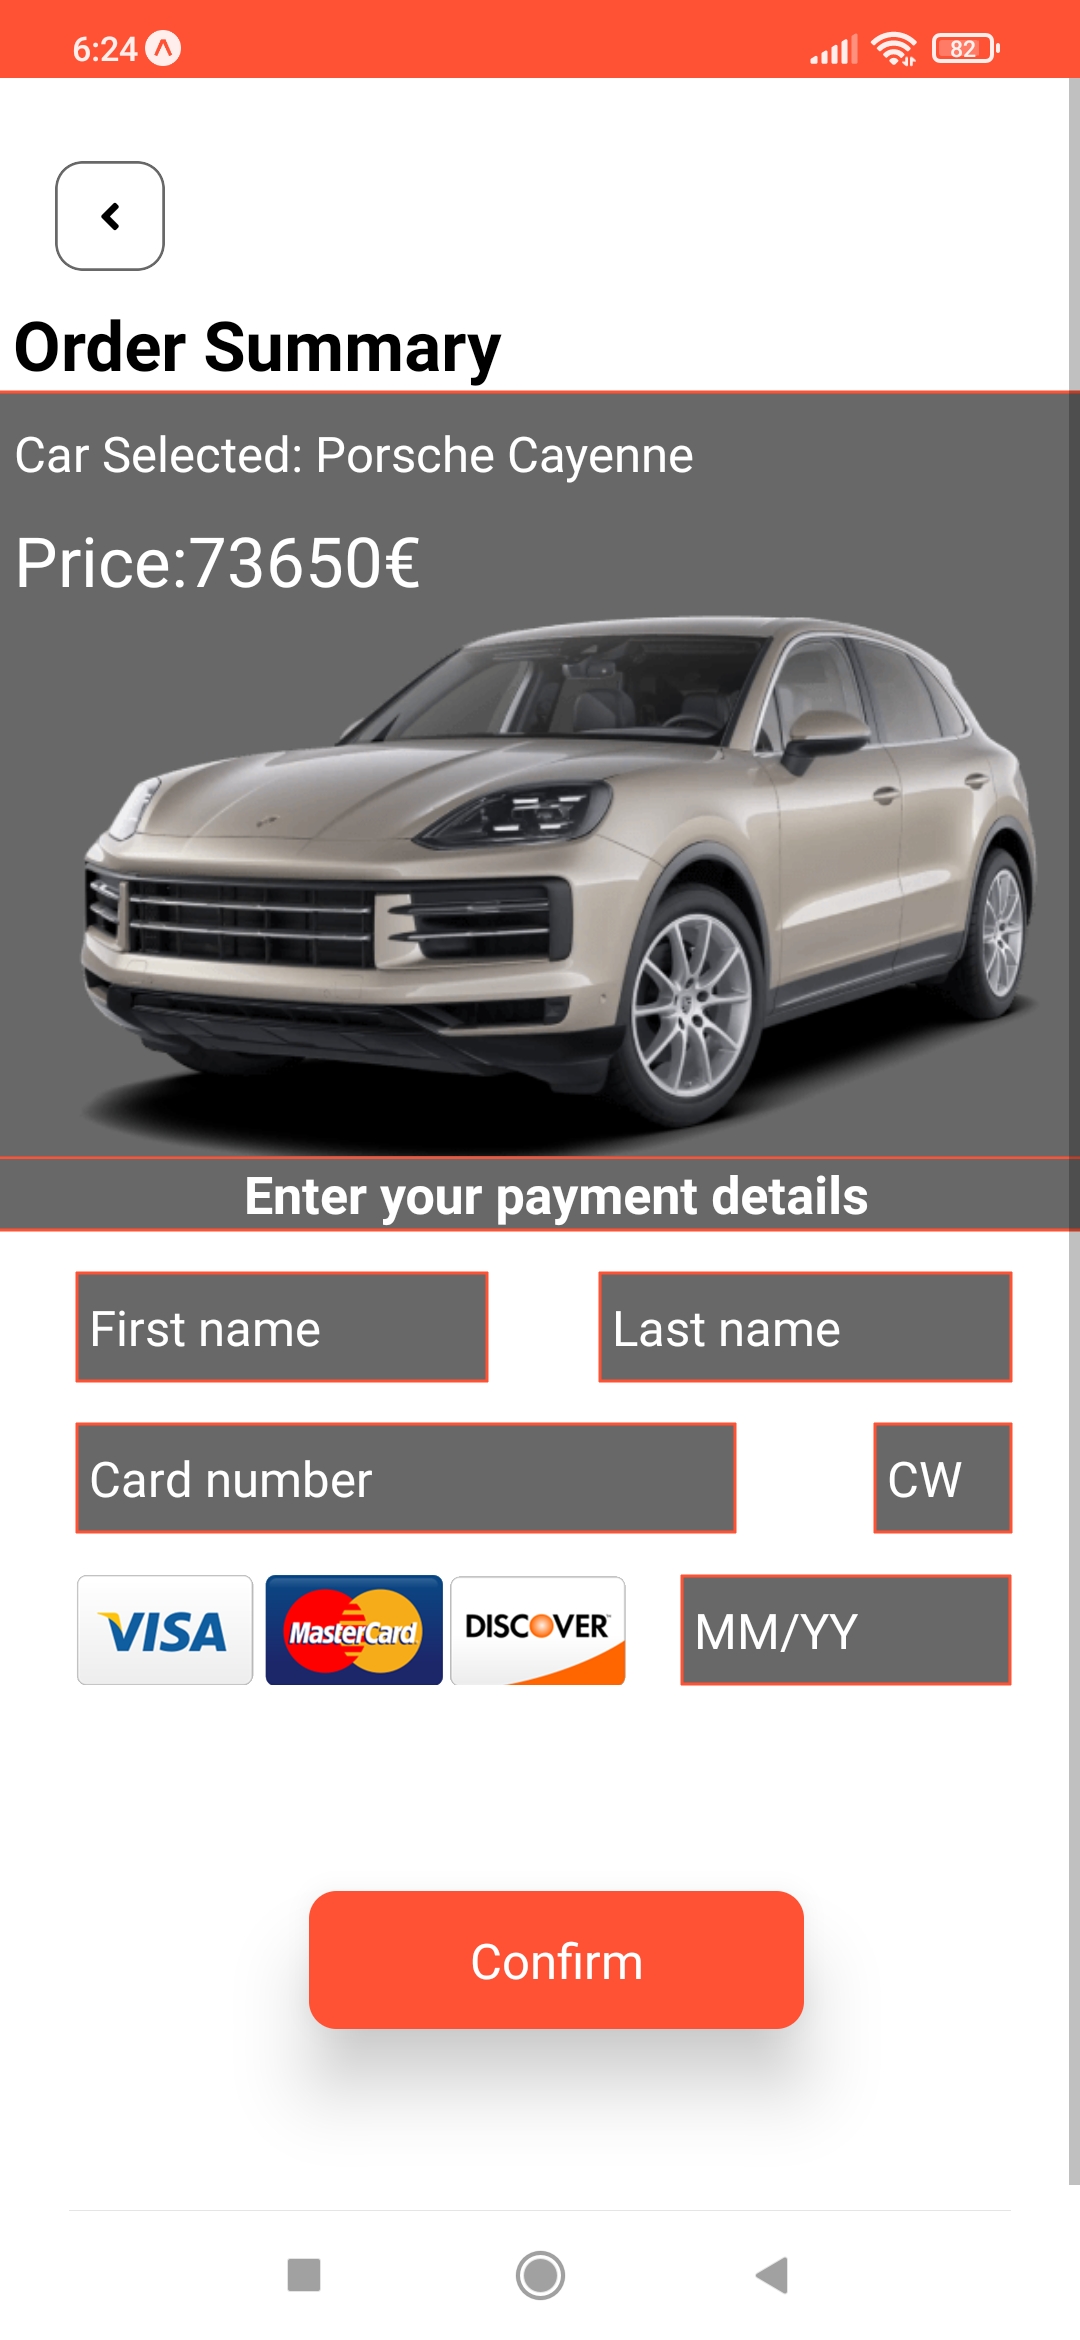 6:24 82
Order Summary
Car Selected: Porsche Cayenne
Price:73650€
Enter your payment details
First name Last name
Card number CW
VISA MasterCard DISCOVER MM/YY
Confirm